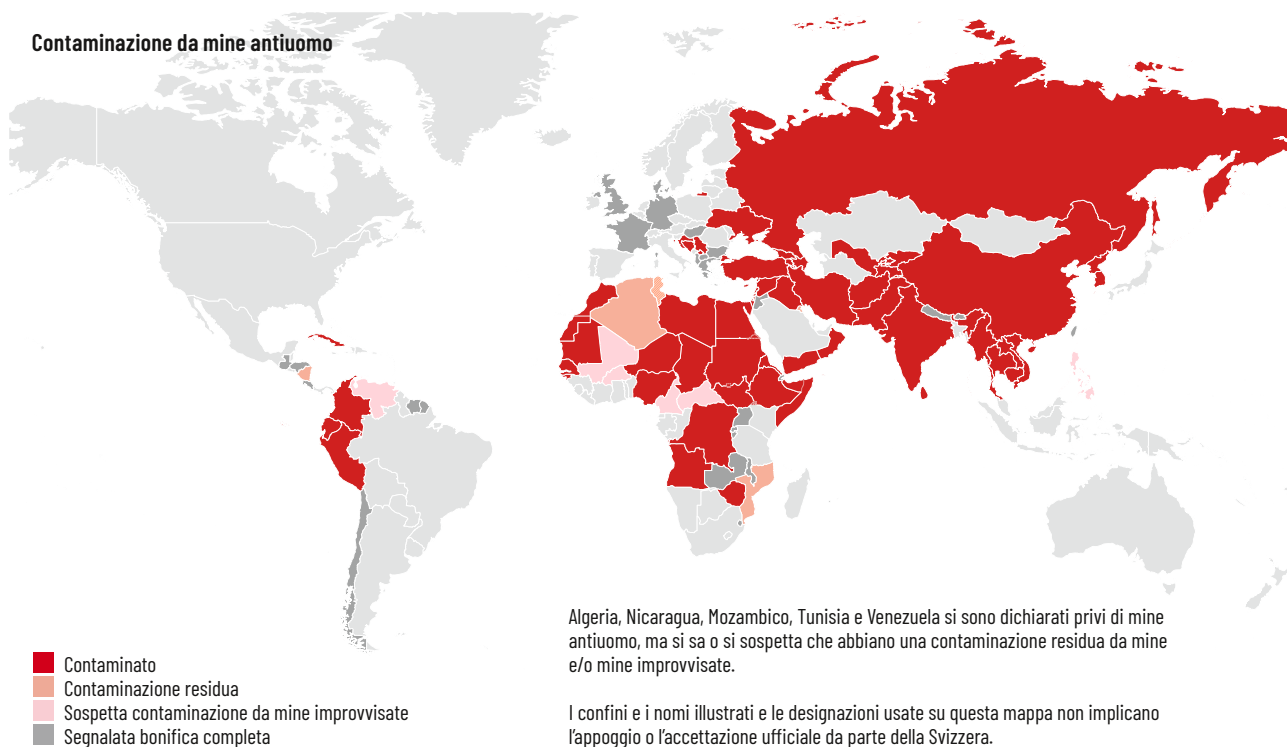 Contaminazione da mine antiuomo
Algeria, Nicaragua, Mozambico, Tunisia e Venezuela si sono dichiarati privi di mine
antiuomo, ma si sa o si sospetta che abbiano una contaminazione residua da mine
e/o mine improvvisate.
I confini e i nomi illustrati e le designazioni usate su questa mappa non implicano
l’appoggio o l’accettazione ufficiale da parte della Svizzera.
Contaminato
Contaminazione residua
Sospetta contaminazione da mine improvvisate
Segnalata bonifica completa